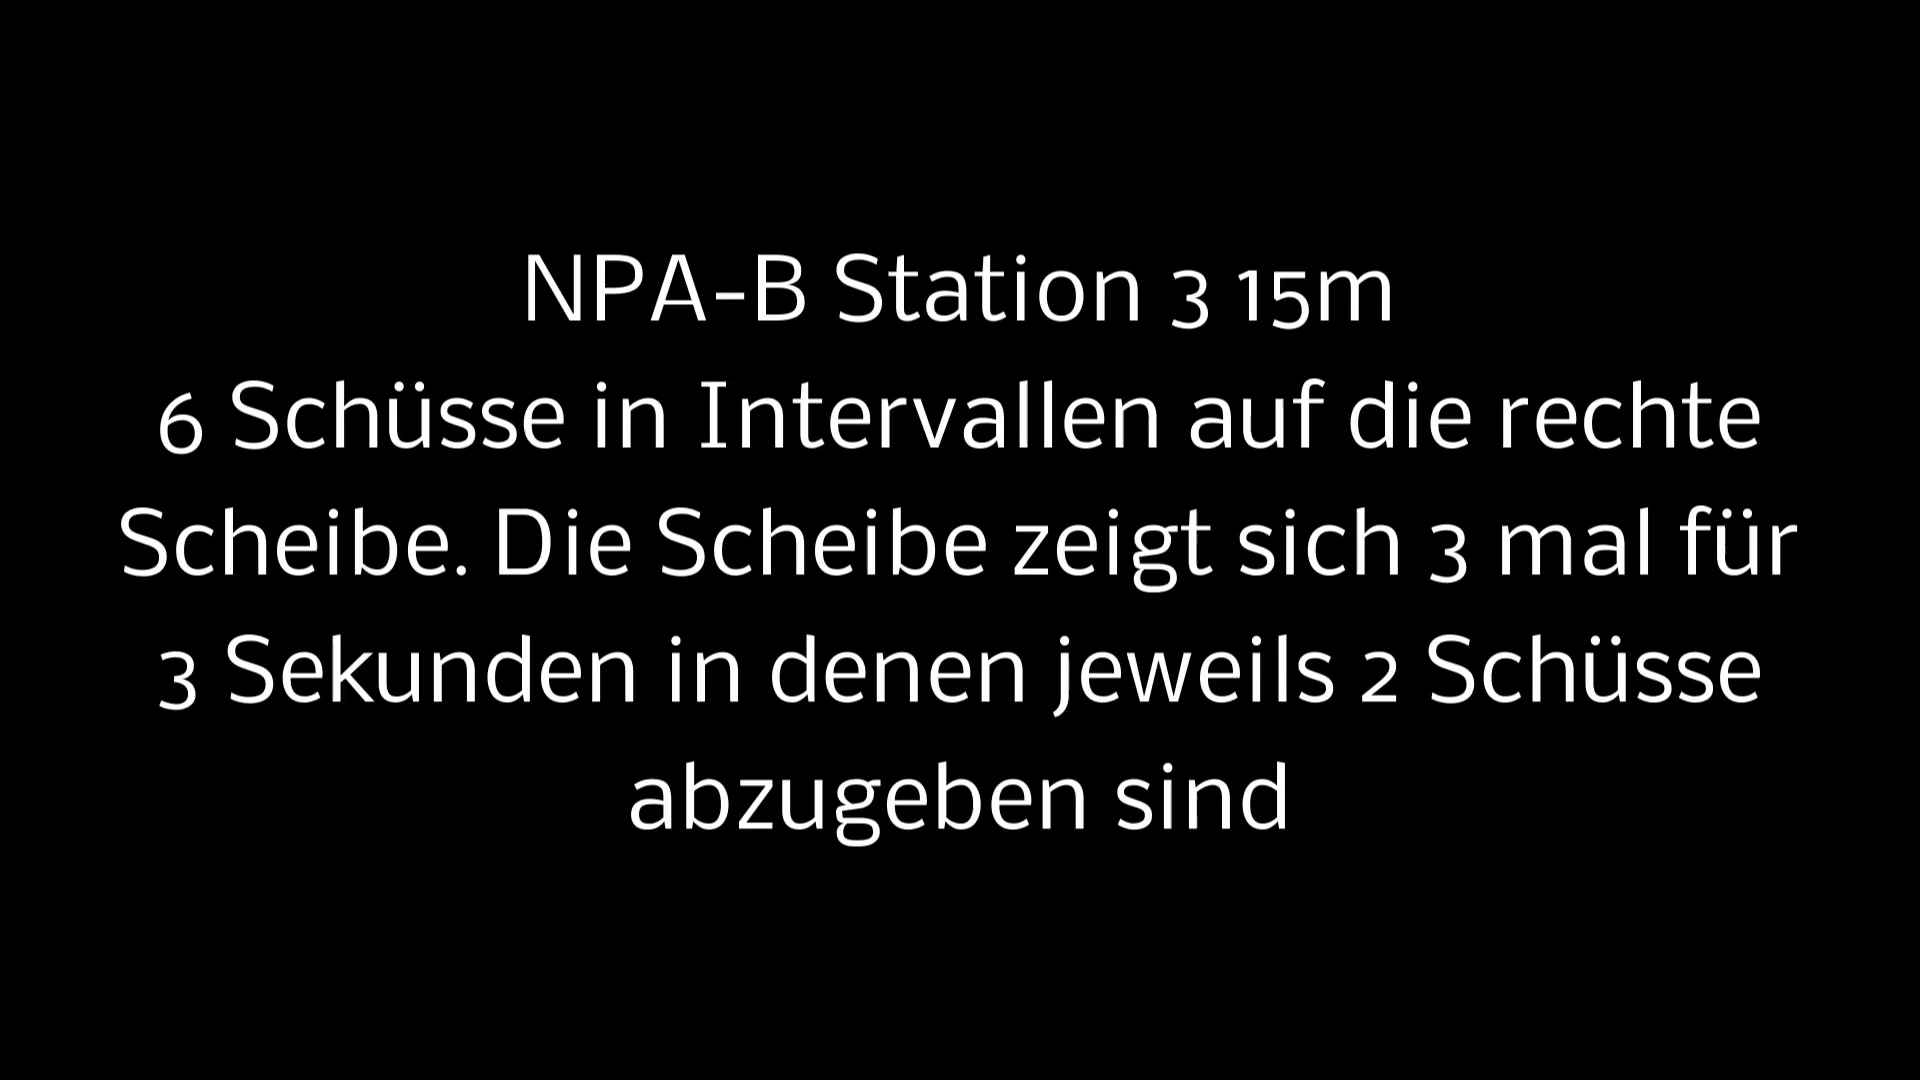 NPA-B Station 3 15m
6 Schüsse in Intervallen auf die rechte
Scheibe. Die Scheibe zeigt sich 3 mal für
3 Sekunden in denen jeweils 2 Schüsse
abzugeben sind